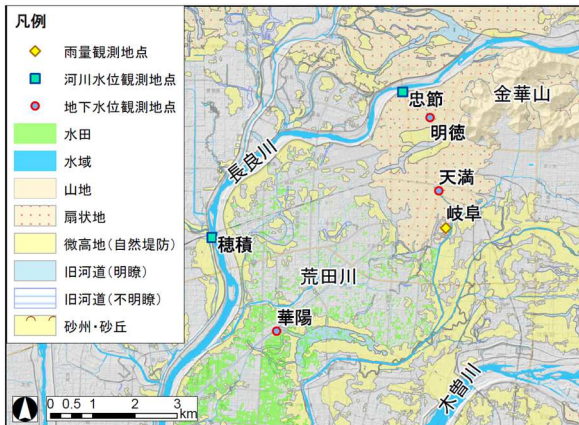 凡例
雨量観測地点
河川水位観測地点
地下水位観測地点
水田
水域
山地
扇状地
微高地(自然堤防)
旧河道(明瞭)
旧河道(不明瞭)
砂州・砂丘
忠節
金華山
明徳
長良川
天満
岐阜
穂積
荒田川
華陽
木曽川
0 0.5 1 2 3
km